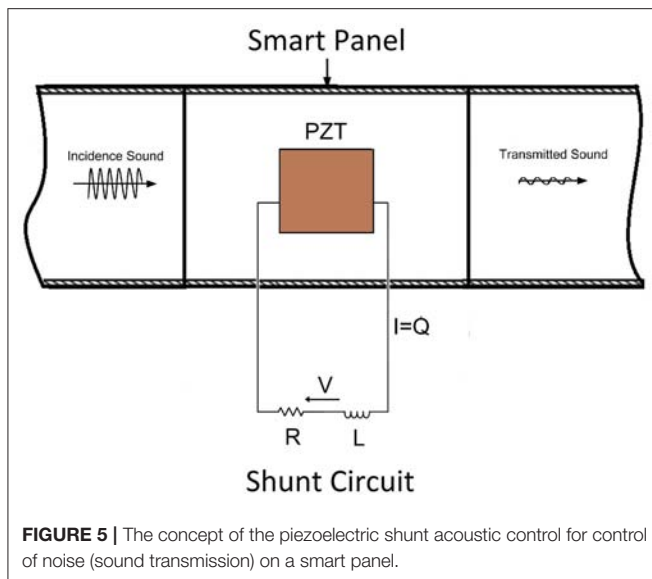 Smart Panel
PZT
Incidence Sound
Transmitted Sound
I=Q
V
R
L
Shunt Circuit
FIGURE 5 | The concept of the piezoelectric shunt acoustic control for control
of noise (sound transmission) on a smart panel.